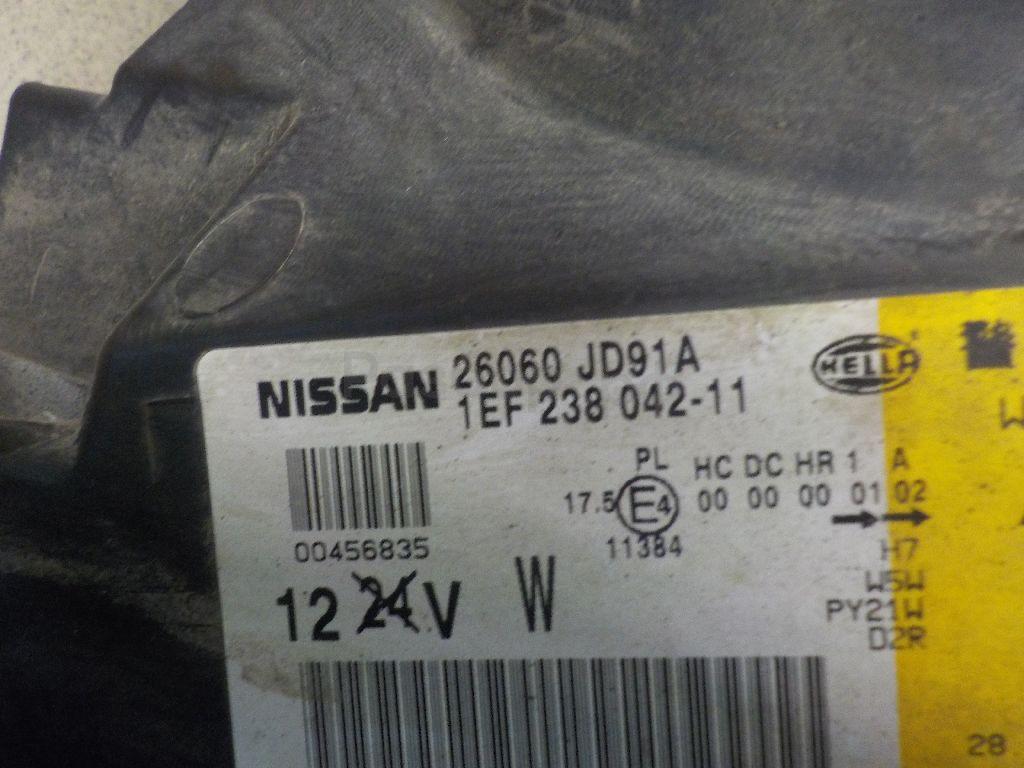 NISSAN 26060 JD91A
1EF 238 042-11
HELLA
PL HC DC HR 1 A
17.5 E4 00 00 00 01 02
11384
00456835
H7
W5W
PY21W
D2R
12 24 V W
28